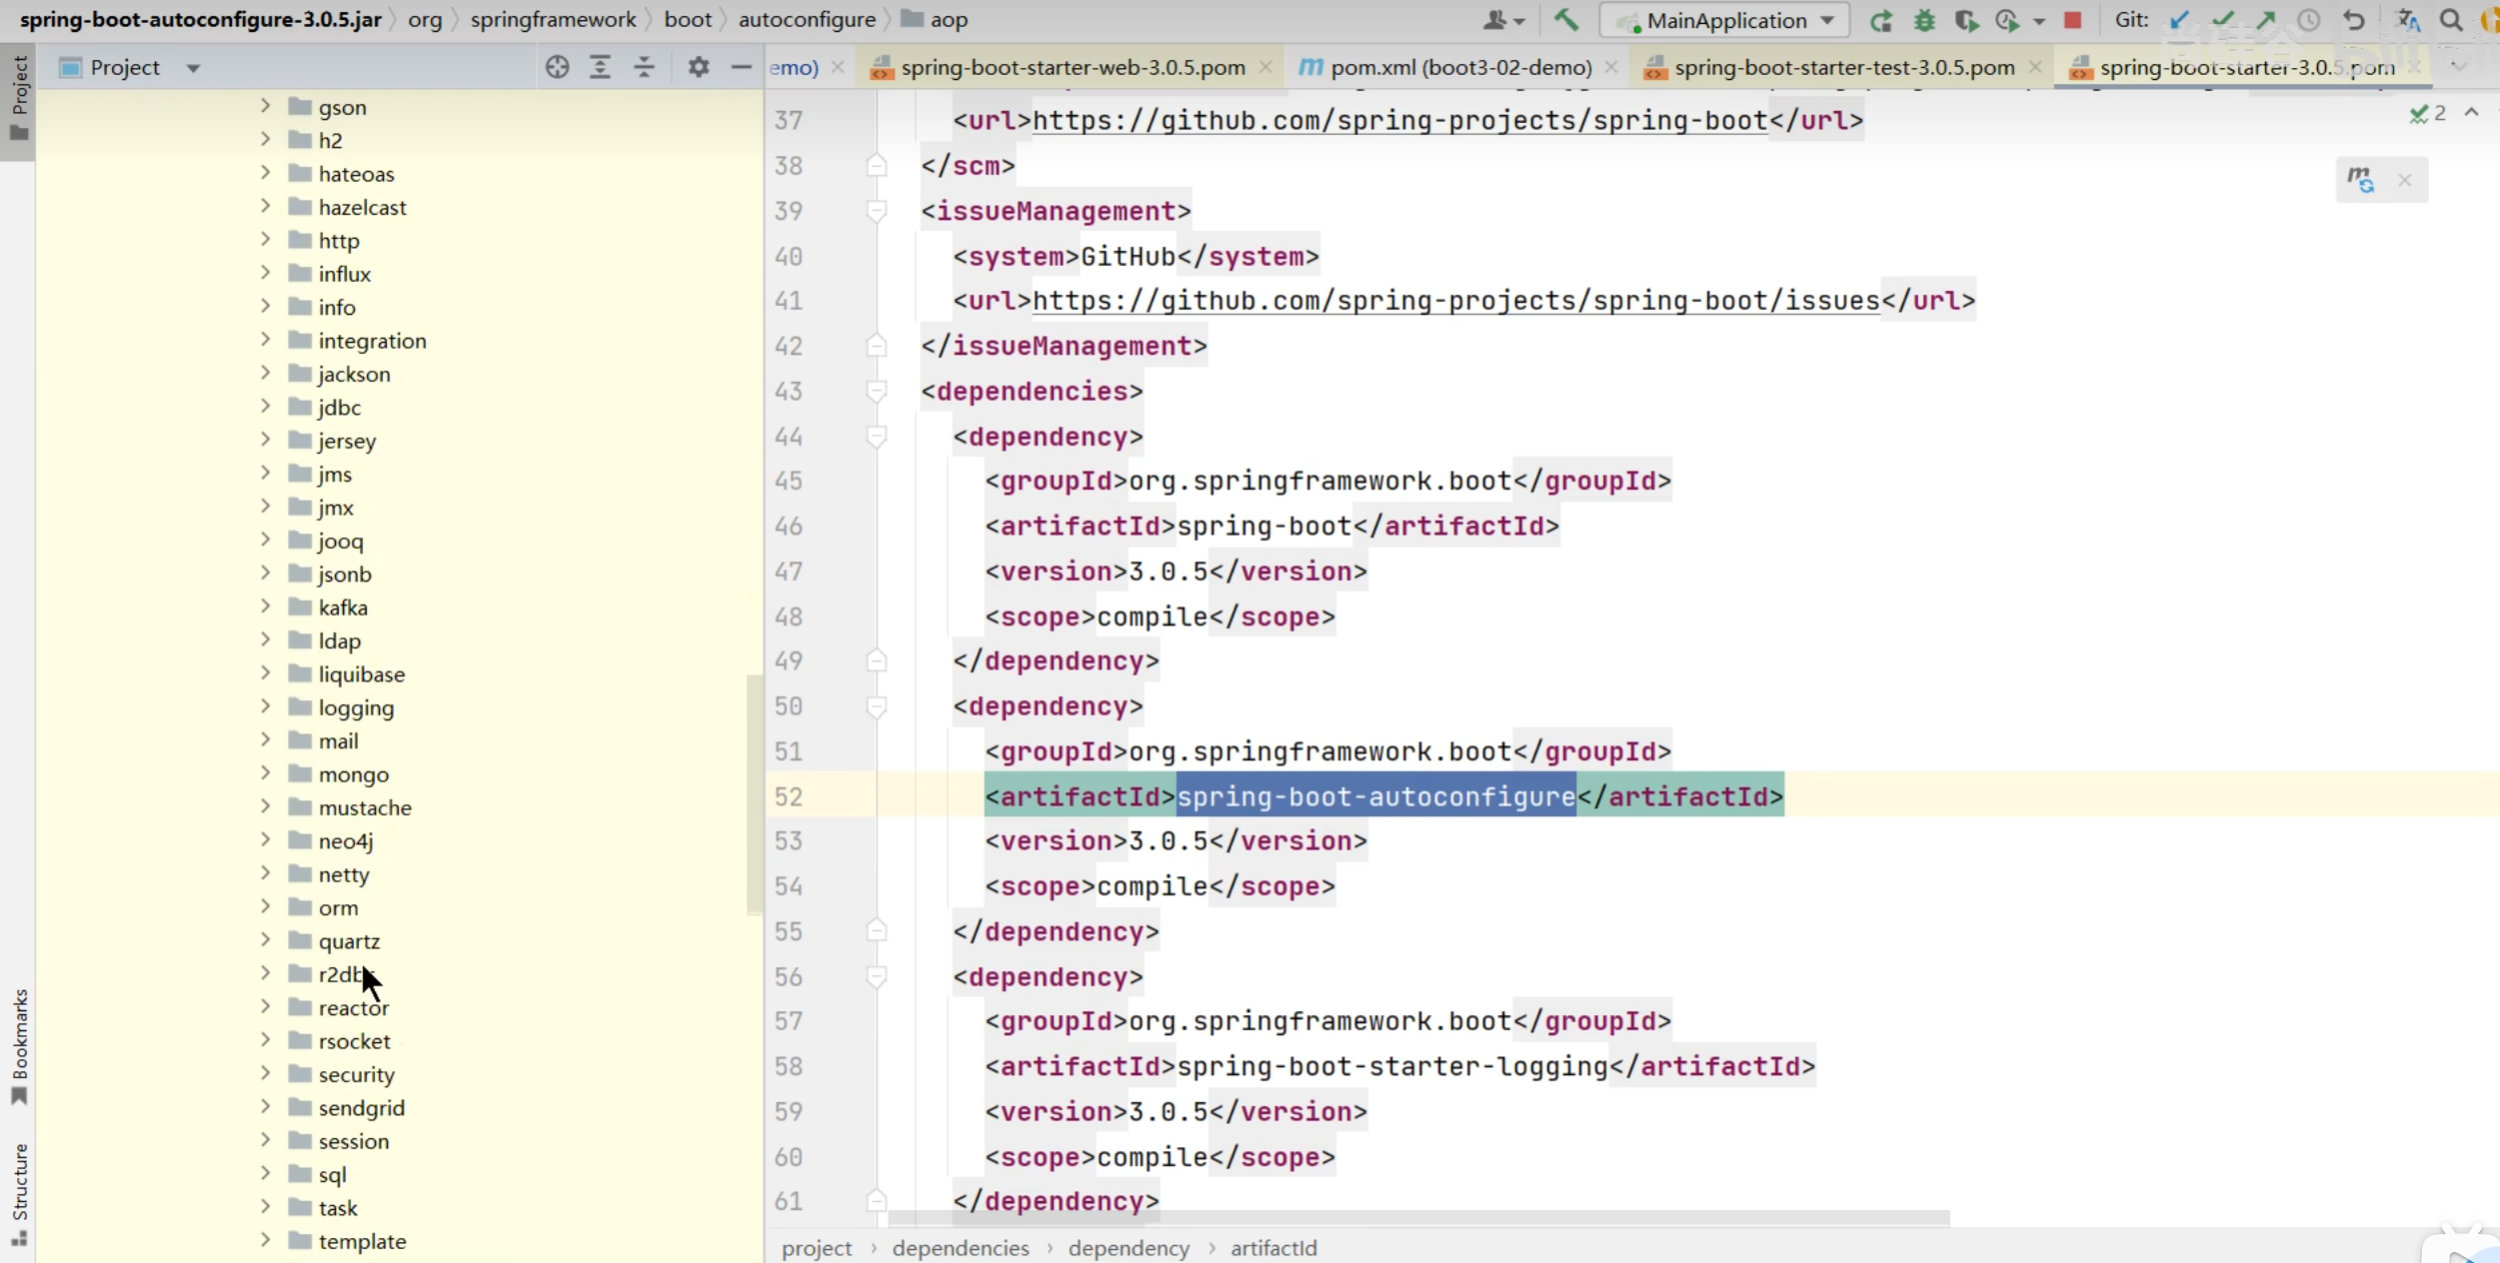 spring-boot-autoconfigure-3.0.5.jar org springframework boot autoconfigure aop
MainApplication
Git:
Project
Project
emo)
spring-boot-starter-web-3.0.5.pom
pom.xml (boot3-02-demo)
spring-boot-starter-test-3.0.5.pom
spring-boot-starter-3.0.5.pom
gson
h2
hateoas
hazelcast
http
influx
info
integration
jackson
jdbc
jersey
jms
jmx
jooq
jsonb
kafka
ldap
liquibase
logging
mail
mongo
mustache
neo4j
netty
orm
quartz
reactor
rsocket
security
sendgrid
session
sql
task
template
Bookmarks
Structure
2
37 <url>https://github.com/spring-projects/spring-boot</url>
38 </scm>
39 <issueManagement>
40 <system>GitHub</system>
41 <url>https://github.com/spring-projects/spring-boot/issues</url>
42 </issueManagement>
43 <dependencies>
44 <dependency>
45 <groupId>org.springframework.boot</groupId>
46 <artifactId>spring-boot</artifactId>
47 <version>3.0.5</version>
48 <scope>compile</scope>
49 </dependency>
50 <dependency>
51 <groupId>org.springframework.boot</groupId>
52 <artifactId>spring-boot-autoconfigure</artifactId>
53 <version>3.0.5</version>
54 <scope>compile</scope>
55 </dependency>
56 <dependency>
57 <groupId>org.springframework.boot</groupId>
58 <artifactId>spring-boot-starter-logging</artifactId>
59 <version>3.0.5</version>
60 <scope>compile</scope>
61 </dependency>
project › dependencies › dependency › artifactId